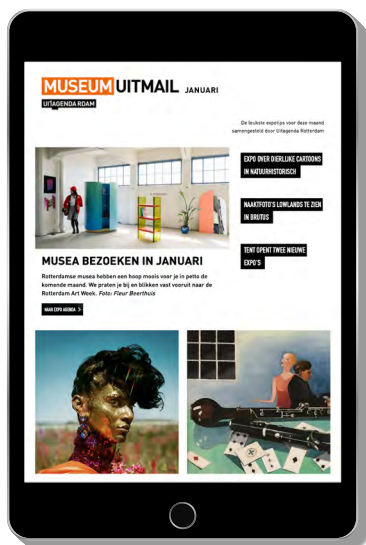 MUSEUM UITMAIL JANUARI
UITAGENDA RDAM
De leukste expotips voor deze maand
samengesteld door Uitagenda Rotterdam
EXPO OVER DIERLIJKE CARTOONS
IN NATUURHISTORISCH
NAAKTFOTO'S LOWLANDS TE ZIEN
IN BRUTUS
TENT OPENT TWEE NIEUWE
EXPO'S
MUSEA BEZOEKEN IN JANUARI
Rotterdamse musea hebben een hoop moois voor je in petto de
komende maand. We praten je bij en blikken vast vooruit naar de
Rotterdam Art Week. Foto: Fleur Beerthuis
NAAR EXPO AGENDA >